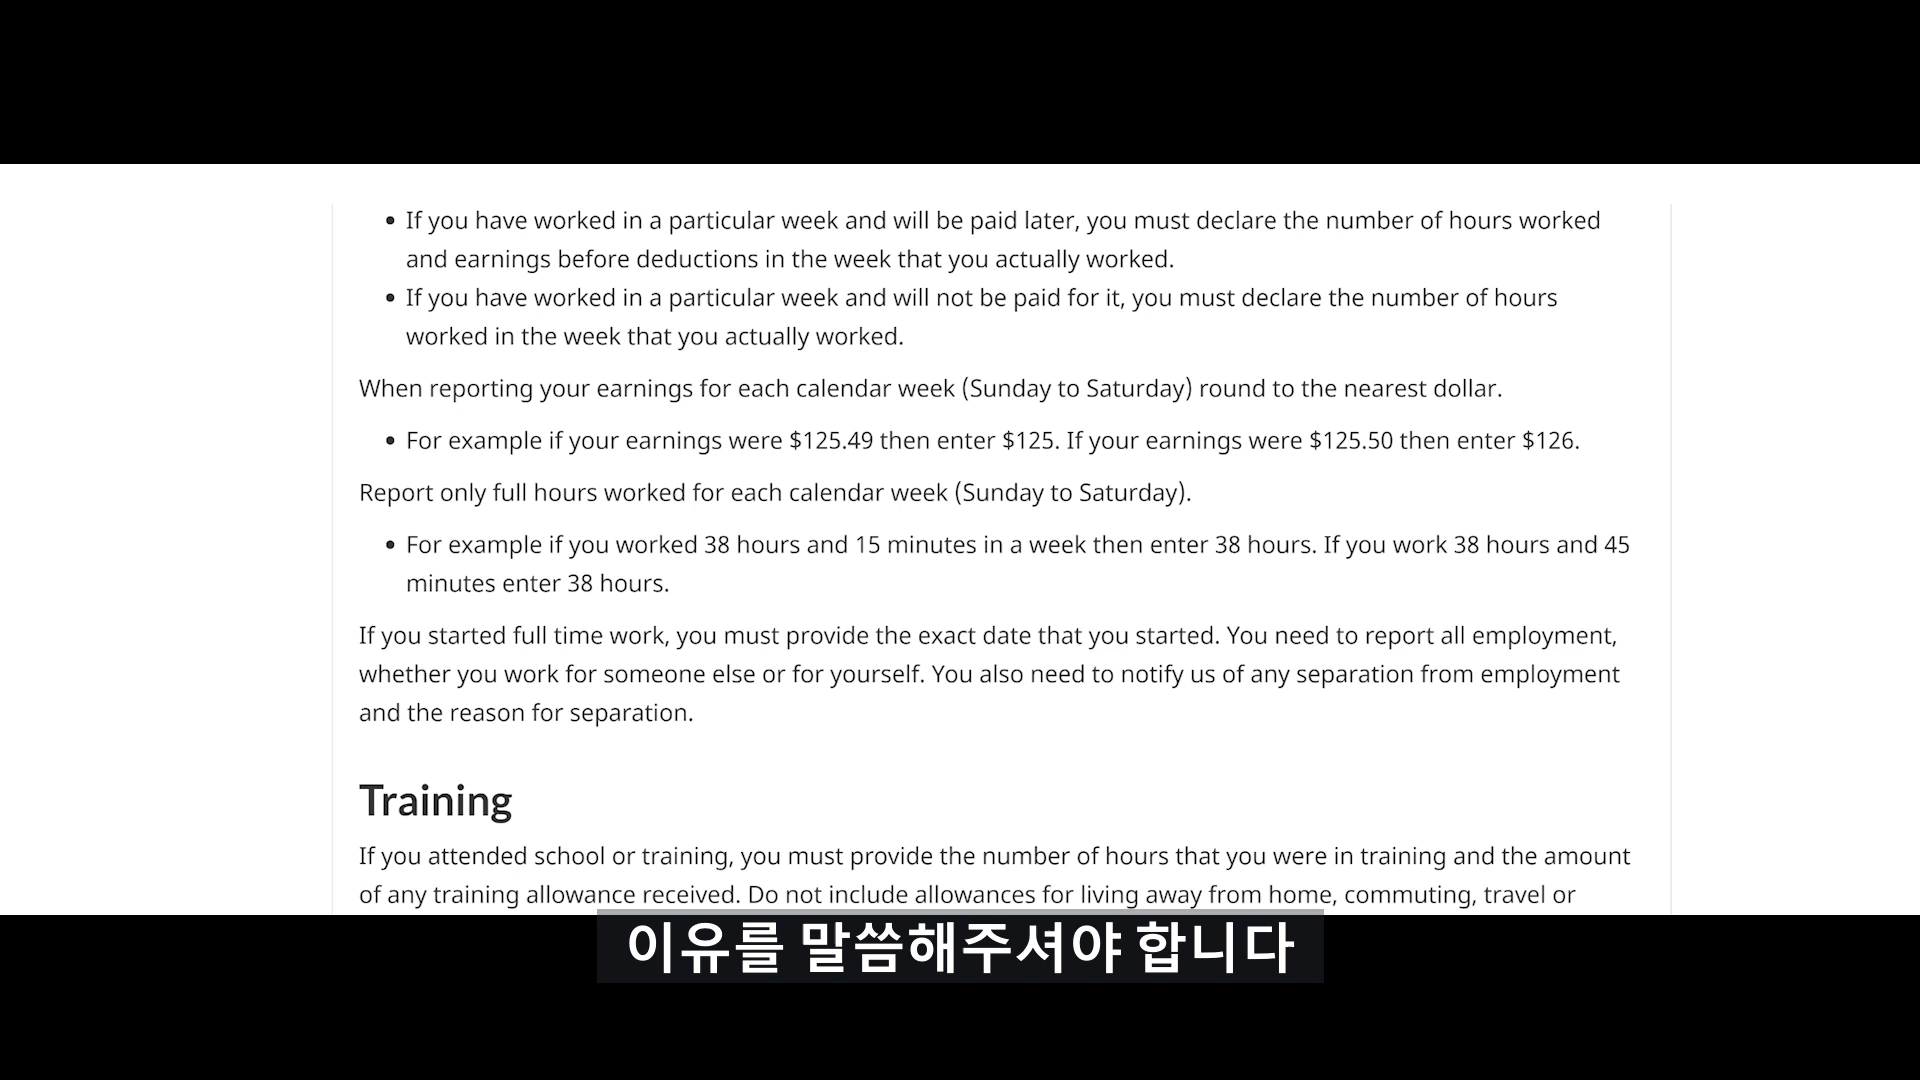 • If you have worked in a particular week and will be paid later, you must declare the number of hours worked
and earnings before deductions in the week that you actually worked.
• If you have worked in a particular week and will not be paid for it, you must declare the number of hours
worked in the week that you actually worked.
When reporting your earnings for each calendar week (Sunday to Saturday) round to the nearest dollar.
• For example if your earnings were $125.49 then enter $125. If your earnings were $125.50 then enter $126.
Report only full hours worked for each calendar week (Sunday to Saturday).
• For example if you worked 38 hours and 15 minutes in a week then enter 38 hours. If you work 38 hours and 45
minutes enter 38 hours.
If you started full time work, you must provide the exact date that you started. You need to report all employment,
whether you work for someone else or for yourself. You also need to notify us of any separation from employment
and the reason for separation.
Training
If you attended school or training, you must provide the number of hours that you were in training and the amount
of any training allowance received. Do not include allowances for living away from home, commuting, travel or
이유를 말씀해주셔야 합니다